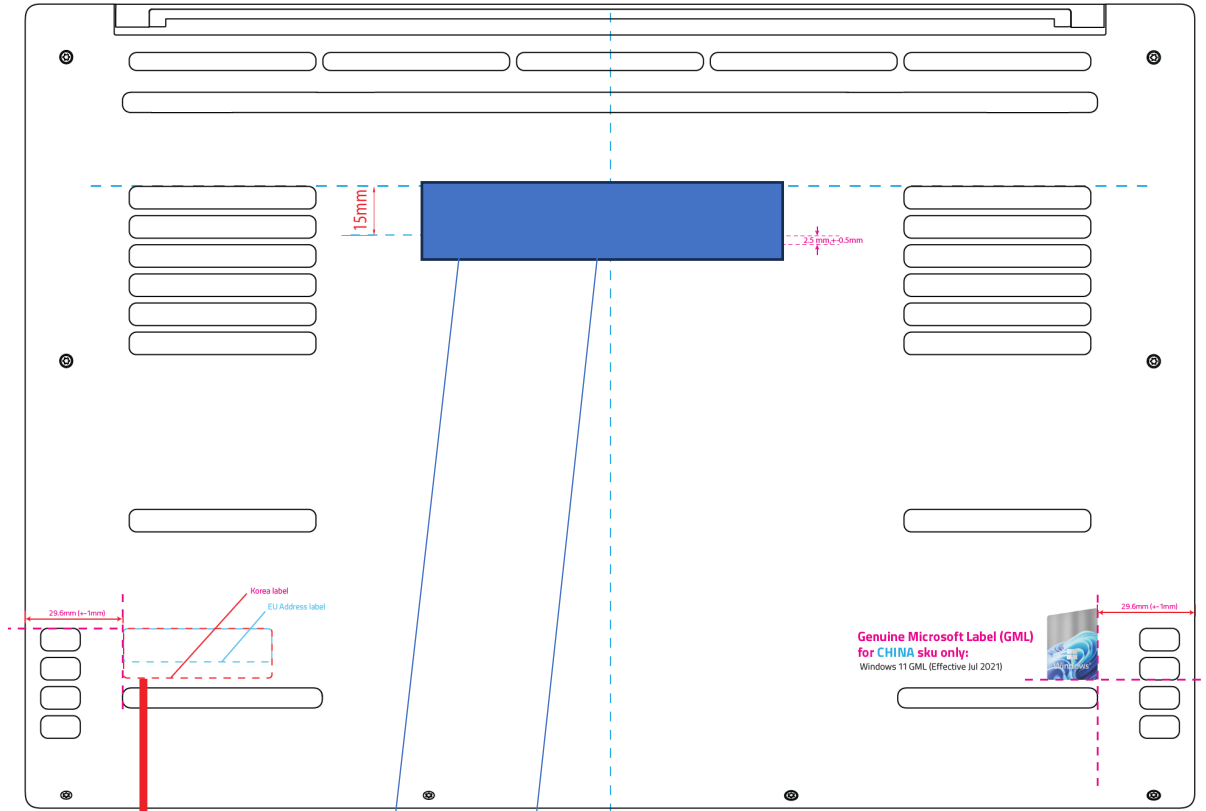 15mm
2.5 mm,+-0.5mm
Korea label
EU Address label
29.6mm (+-1mm)
29.6mm (+-1mm)
Genuine Microsoft Label (GML)
for CHINA sku only:
Windows 11 GML (Effective Jul 2021)
Windows